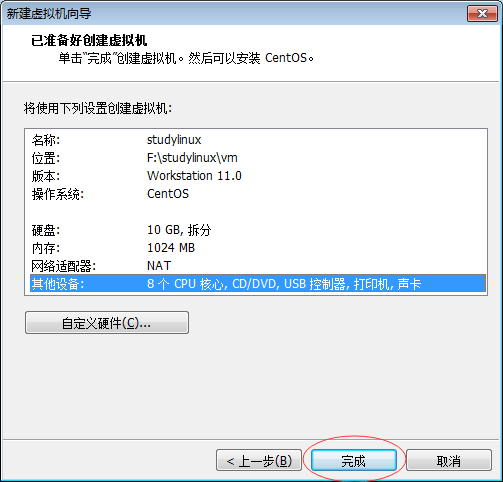 新建虚拟机向导
已准备好创建虚拟机
单击“完成”创建虚拟机。然后可以安装 CentOS。
将使用下列设置创建虚拟机:
名称: studylinux
位置: F:\studylinux\vm
版本: Workstation 11.0
操作系统: CentOS
硬盘: 10 GB, 拆分
内存: 1024 MB
网络适配器: NAT
其他设备: 8 个 CPU 核心, CD/DVD, USB 控制器, 打印机, 声卡
自定义硬件(C)...
< 上一步(B) 完成 取消